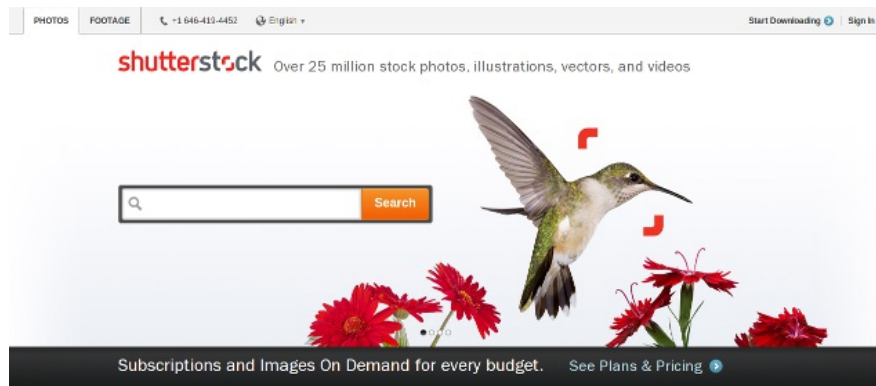 PHOTOS FOOTAGE +1 646-419-4452 English Start Downloading Sign In
shutterstock Over 25 million stock photos, illustrations, vectors, and videos
Search
Subscriptions and Images On Demand for every budget. See Plans & Pricing